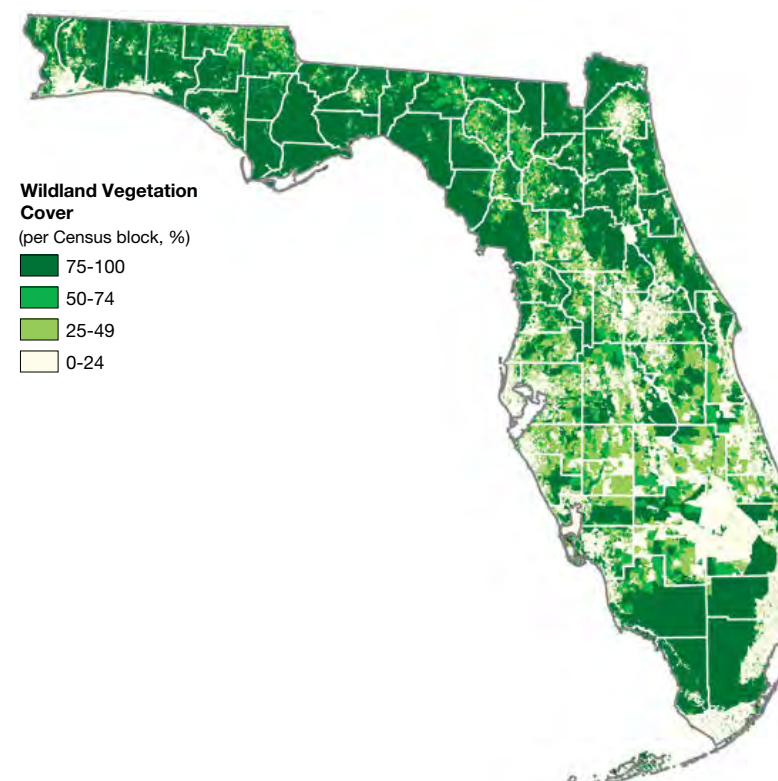 Wildland Vegetation
Cover
(per Census block, %)
75-100
50-74
25-49
0-24